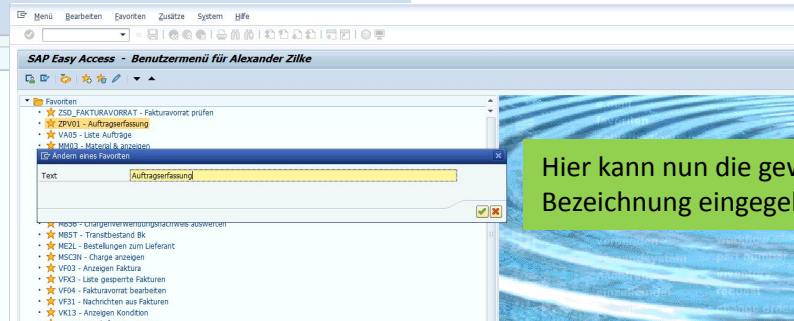 Menü Bearbeiten Favoriten Zusätze System Hilfe
SAP Easy Access - Benutzermenü für Alexander Zilke
Favoriten
ZSD_FAKTURAVORRAT - Fakturavorrat prüfen
ZPV01 - Auftragserfassung
VA05 - Liste Aufträge
MM03 - Material & anzeigen
Ändern eines Favoriten
Text Auftragserfassung
Hier kann nun die
Bezeichnung
MB56 - Chargenverwendungsnachweis auswerten
MB5T - Transitbestand Bk
ME2L - Bestellungen zum Lieferant
MSC3N - Charge anzeigen
VF03 - Anzeigen Faktura
VFX3 - Liste gesperrte Fakturen
VF04 - Fakturavorrat bearbeiten
VF31 - Nachrichten aus Fakturen
VK13 - Anzeigen Kondition